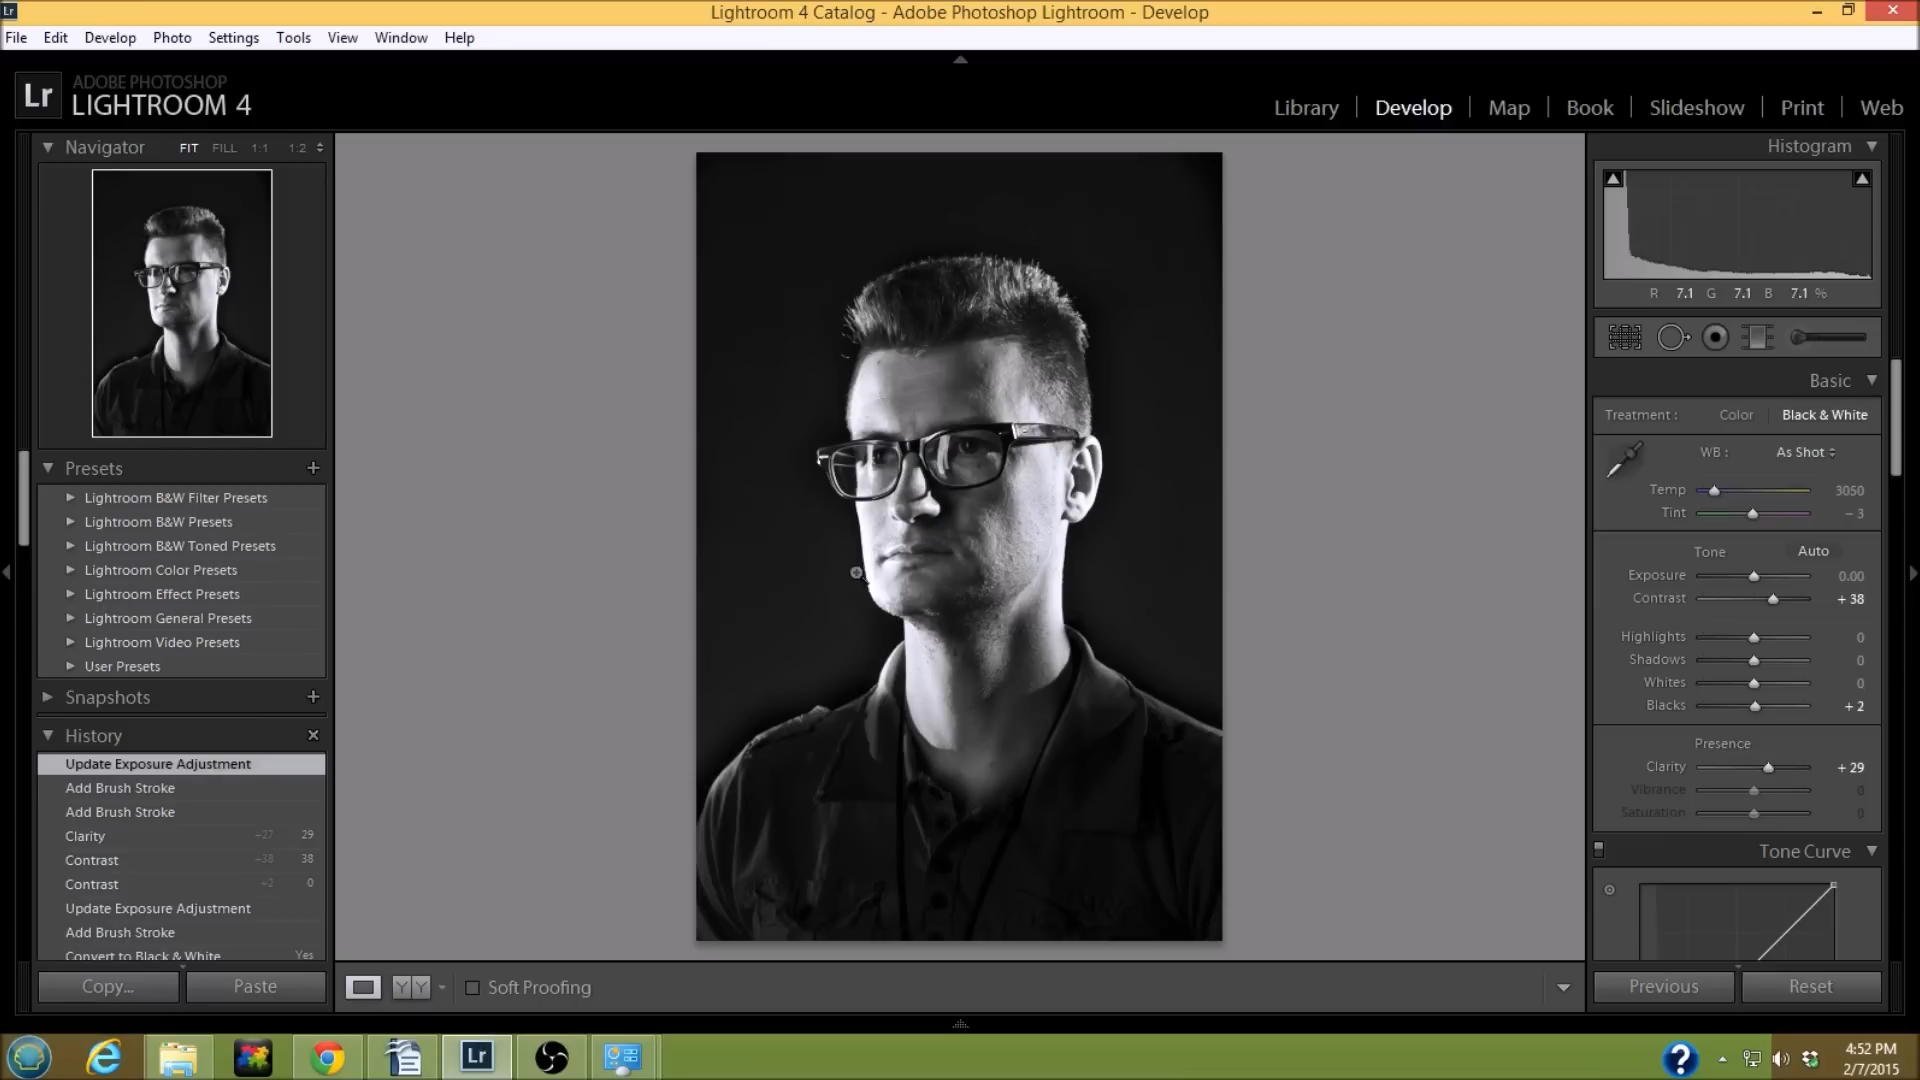 Lr
Lightroom 4 Catalog - Adobe Photoshop Lightroom - Develop
File Edit Develop Photo Settings Tools View Window Help
Lr
ADOBE PHOTOSHOP
LIGHTROOM 4
Library | Develop | Map | Book | Slideshow | Print | Web
Navigator FIT FILL 1:1 1:2
Presets +
Lightroom B&W Filter Presets
Lightroom B&W Presets
Lightroom B&W Toned Presets
Lightroom Color Presets
Lightroom Effect Presets
Lightroom General Presets
Lightroom Video Presets
User Presets
Snapshots +
History
Update Exposure Adjustment
Add Brush Stroke
Add Brush Stroke
Clarity 29
Contrast 38
Contrast 0
Update Exposure Adjustment
Add Brush Stroke
Convert to Black & White Yes
Copy... Paste
YY Soft Proofing
Histogram
R 7.1 G 7.1 B 7.1 %
Basic
Treatment : Color Black & White
WB : As Shot
Temp 3050
Tint – 3
Tone Auto
Exposure 0.00
Contrast + 38
Highlights 0
Shadows 0
Whites 0
Blacks + 2
Presence
Clarity + 29
Vibrance 0
Saturation 0
Tone Curve
Previous Reset
Lr
?
4:52 PM
2/7/2015